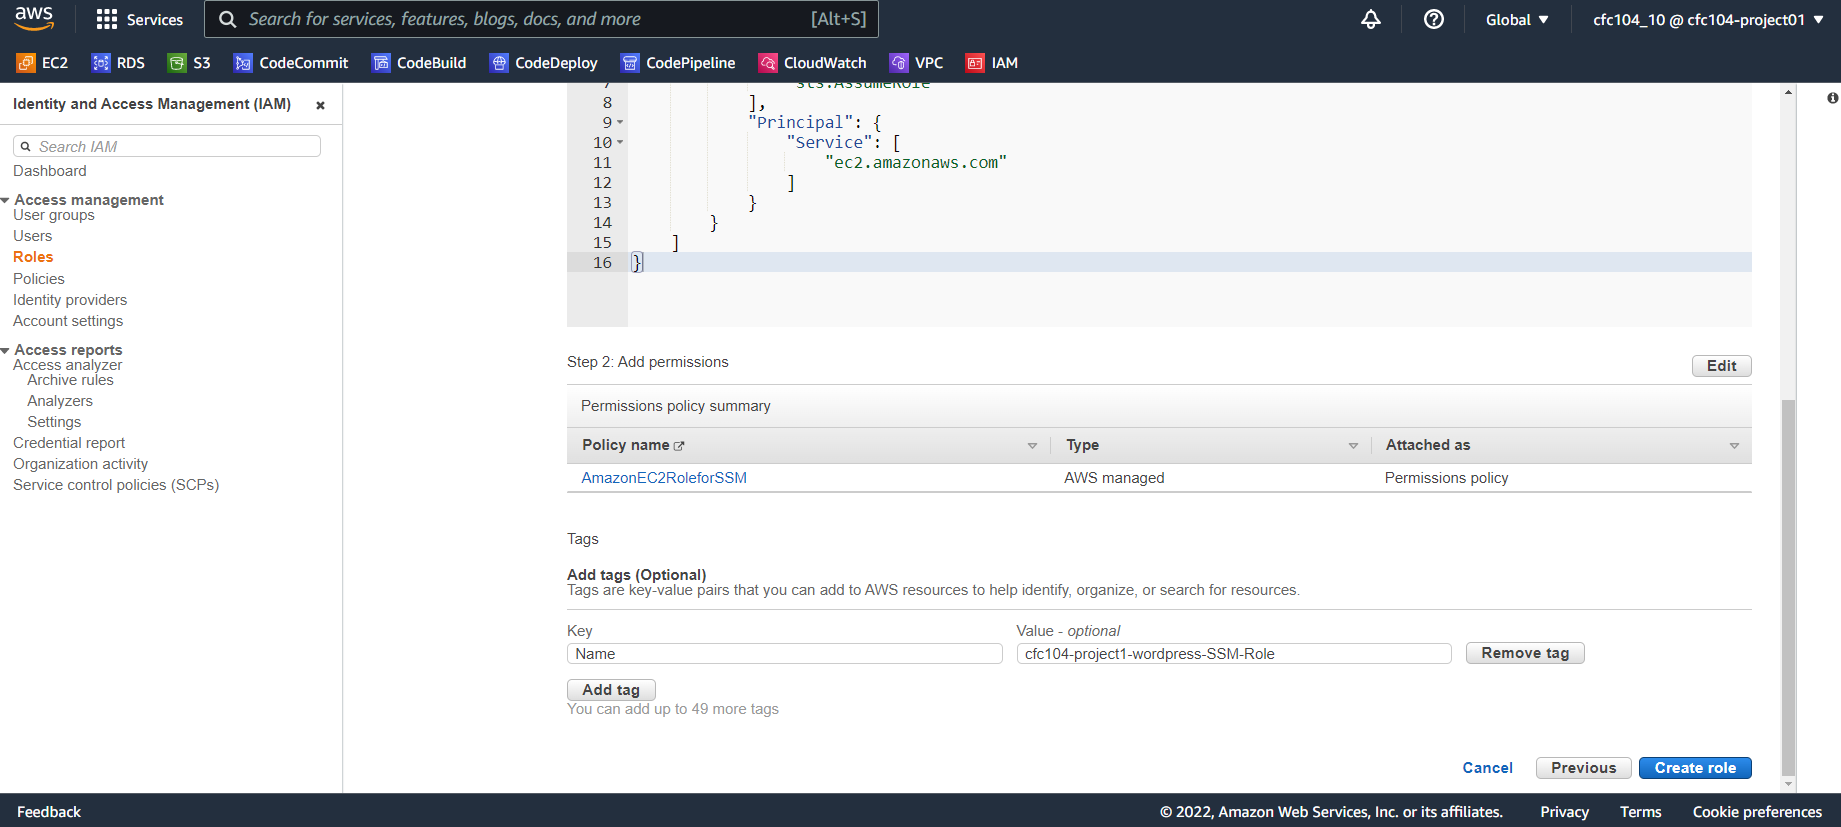 aws
Services
Search for services, features, blogs, docs, and more [Alt+S]
Global ▼
cfc104_10 @ cfc104-project01 ▼
EC2 RDS S3 CodeCommit CodeBuild CodeDeploy CodePipeline CloudWatch VPC IAM
Identity and Access Management (IAM)
Search IAM
Dashboard
Access management
User groups
Users
Roles
Policies
Identity providers
Account settings
Access reports
Access analyzer
Archive rules
Analyzers
Settings
Credential report
Organization activity
Service control policies (SCPs)
7 "sts:AssumeRole"
8 ],
9 "Principal": {
10 "Service": [
11 "ec2.amazonaws.com"
12 ]
13 }
14 }
15 ]
16 }
Step 2: Add permissions
Edit
Permissions policy summary
Policy name Type Attached as
AmazonEC2RoleforSSM AWS managed Permissions policy
Tags
Add tags (Optional)
Tags are key-value pairs that you can add to AWS resources to help identify, organize, or search for resources.
Key Value - optional
Name cfc104-project1-wordpress-SSM-Role Remove tag
Add tag
You can add up to 49 more tags
Cancel Previous Create role
Feedback © 2022, Amazon Web Services, Inc. or its affiliates. Privacy Terms Cookie preferences